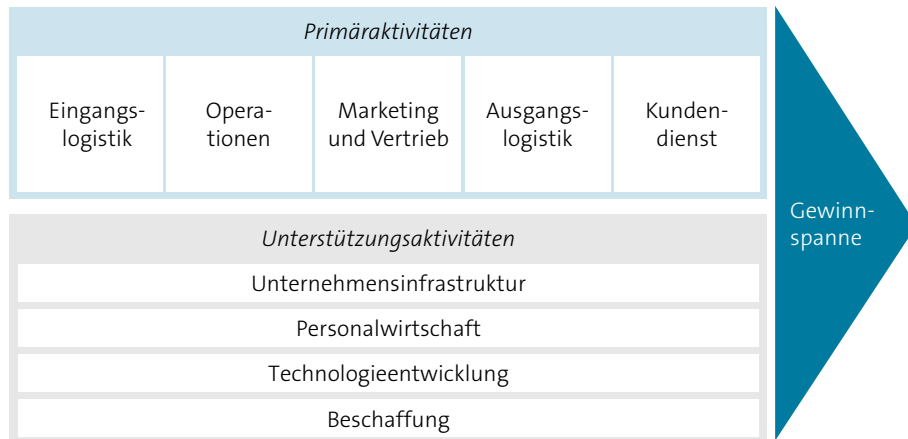 Primäraktivitäten
Eingangs-
logistik
Opera-
tionen
Marketing
und Vertrieb
Ausgangs-
logistik
Kunden-
dienst
Gewinn-
spanne
Unterstützungsaktivitäten
Unternehmensinfrastruktur
Personalwirtschaft
Technologieentwicklung
Beschaffung